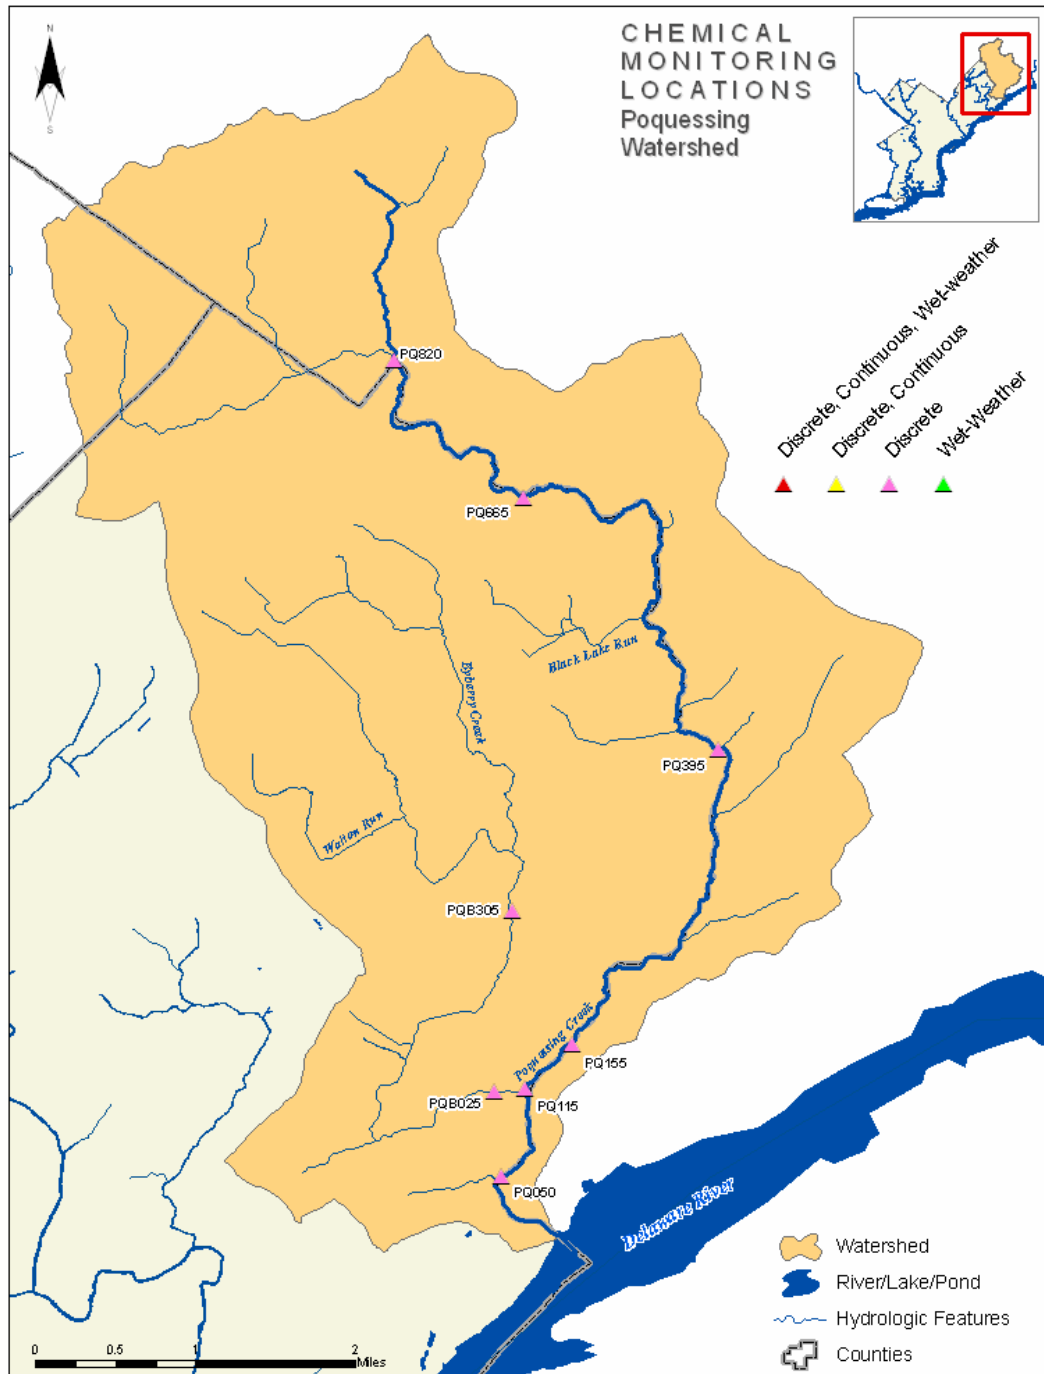 N
S
CHEMICAL
MONITORING
LOCATIONS
Poquessing
Watershed
Discrete, Continuous, Wet-weather
Discrete, Continuous
Discrete
Wet-Weather
PQ820
PQ665
Black Lake Run
Byberry Creek
PQ395
Walton Run
PQB305
Poquessing Creek
PQ155
PQB025
PQ115
PQ050
Delaware River
Watershed
River/Lake/Pond
Hydrologic Features
Counties
0 0.5 1 2
Miles